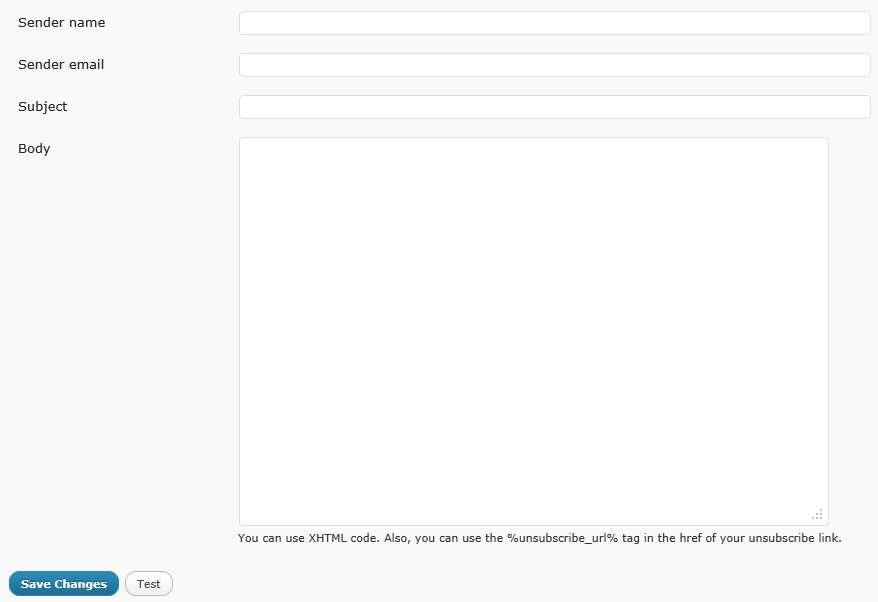 Sender name
Sender email
Subject
Body
You can use XHTML code. Also, you can use the %unsubscribe_url% tag in the href of your unsubscribe link.
Save Changes Test